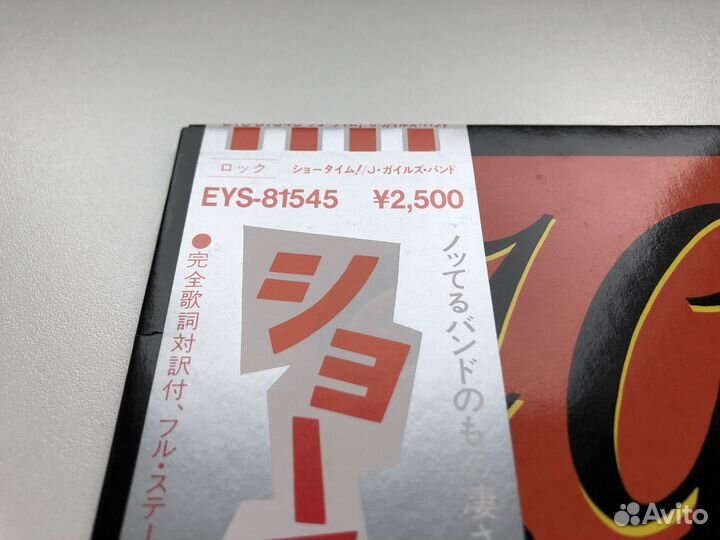 ロック
ショータイム!/J・ガイルズ・バンド
EYS-81545 ¥2,500
ノッてるバンドのもの凄さ
ショー
●完全歌詞対訳付、フル・ステー
Avito